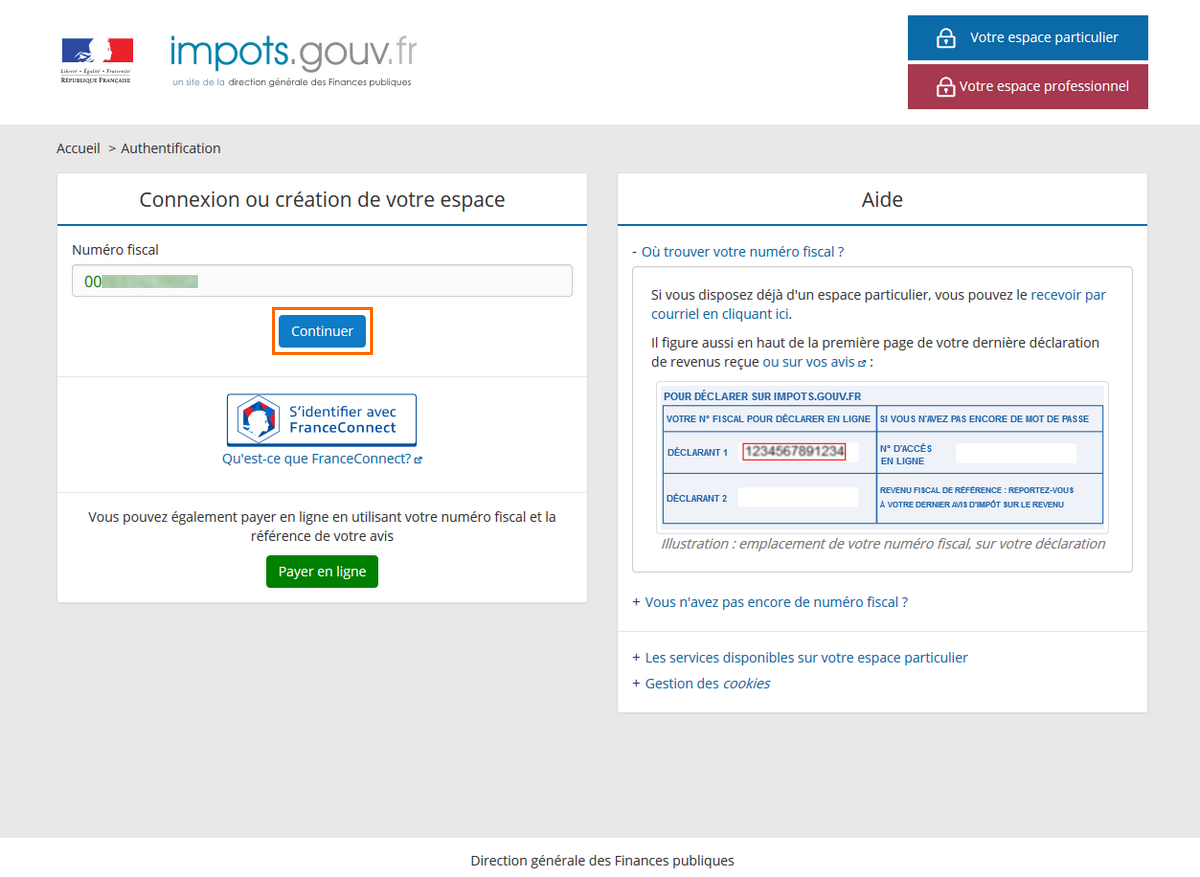 Liberté • Égalité • Fraternité
RÉPUBLIQUE FRANÇAISE
impots.gouv.fr
un site de la direction générale des Finances publiques
Votre espace particulier
Votre espace professionnel
Accueil > Authentification
Connexion ou création de votre espace
Numéro fiscal
00
Continuer
S'identifier avec
FranceConnect
Qu'est-ce que FranceConnect?
Vous pouvez également payer en ligne en utilisant votre numéro fiscal et la
référence de votre avis
Payer en ligne
Aide
- Où trouver votre numéro fiscal ?
Si vous disposez déjà d'un espace particulier, vous pouvez le recevoir par
courriel en cliquant ici.
Il figure aussi en haut de la première page de votre dernière déclaration
de revenus reçue ou sur vos avis :
POUR DÉCLARER SUR IMPOTS.GOUV.FR
VOTRE N° FISCAL POUR DÉCLARER EN LIGNE
SI VOUS N'AVEZ PAS ENCORE DE MOT DE PASSE
DÉCLARANT 1
1234567891234
N° D'ACCÈS
EN LIGNE
DÉCLARANT 2
REVENU FISCAL DE RÉFÉRENCE : REPORTEZ-VOUS
À VOTRE DERNIER AVIS D'IMPÔT SUR LE REVENU
Illustration : emplacement de votre numéro fiscal, sur votre déclaration
+ Vous n'avez pas encore de numéro fiscal ?
+ Les services disponibles sur votre espace particulier
+ Gestion des cookies
Direction générale des Finances publiques